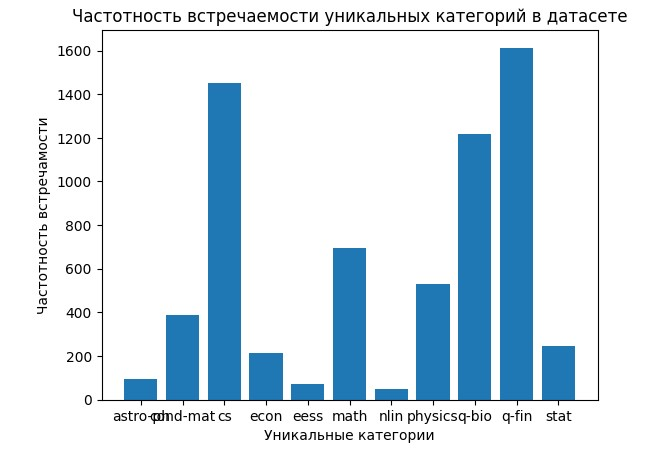 Частотность встречаемости уникальных категорий в датасете
1600
1400
1200
1000
800
600
400
200
0
Частотность встречамости
astro-ph cond-mat cs econ eess math nlin physics q-bio q-fin stat
Уникальные категории